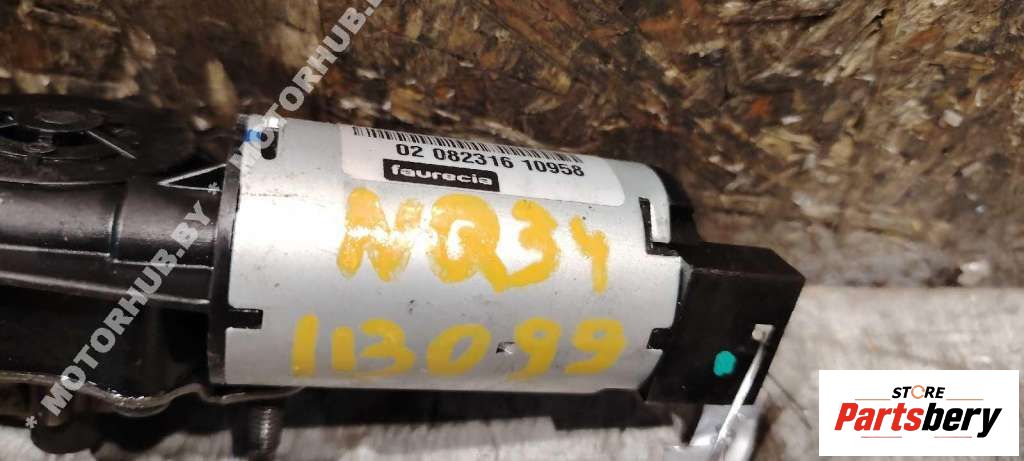 02 082316 10958
faurecia
NQ34
113099
* MOTORHUB.BY * MOTORHUB.BY
STORE
Partsbery